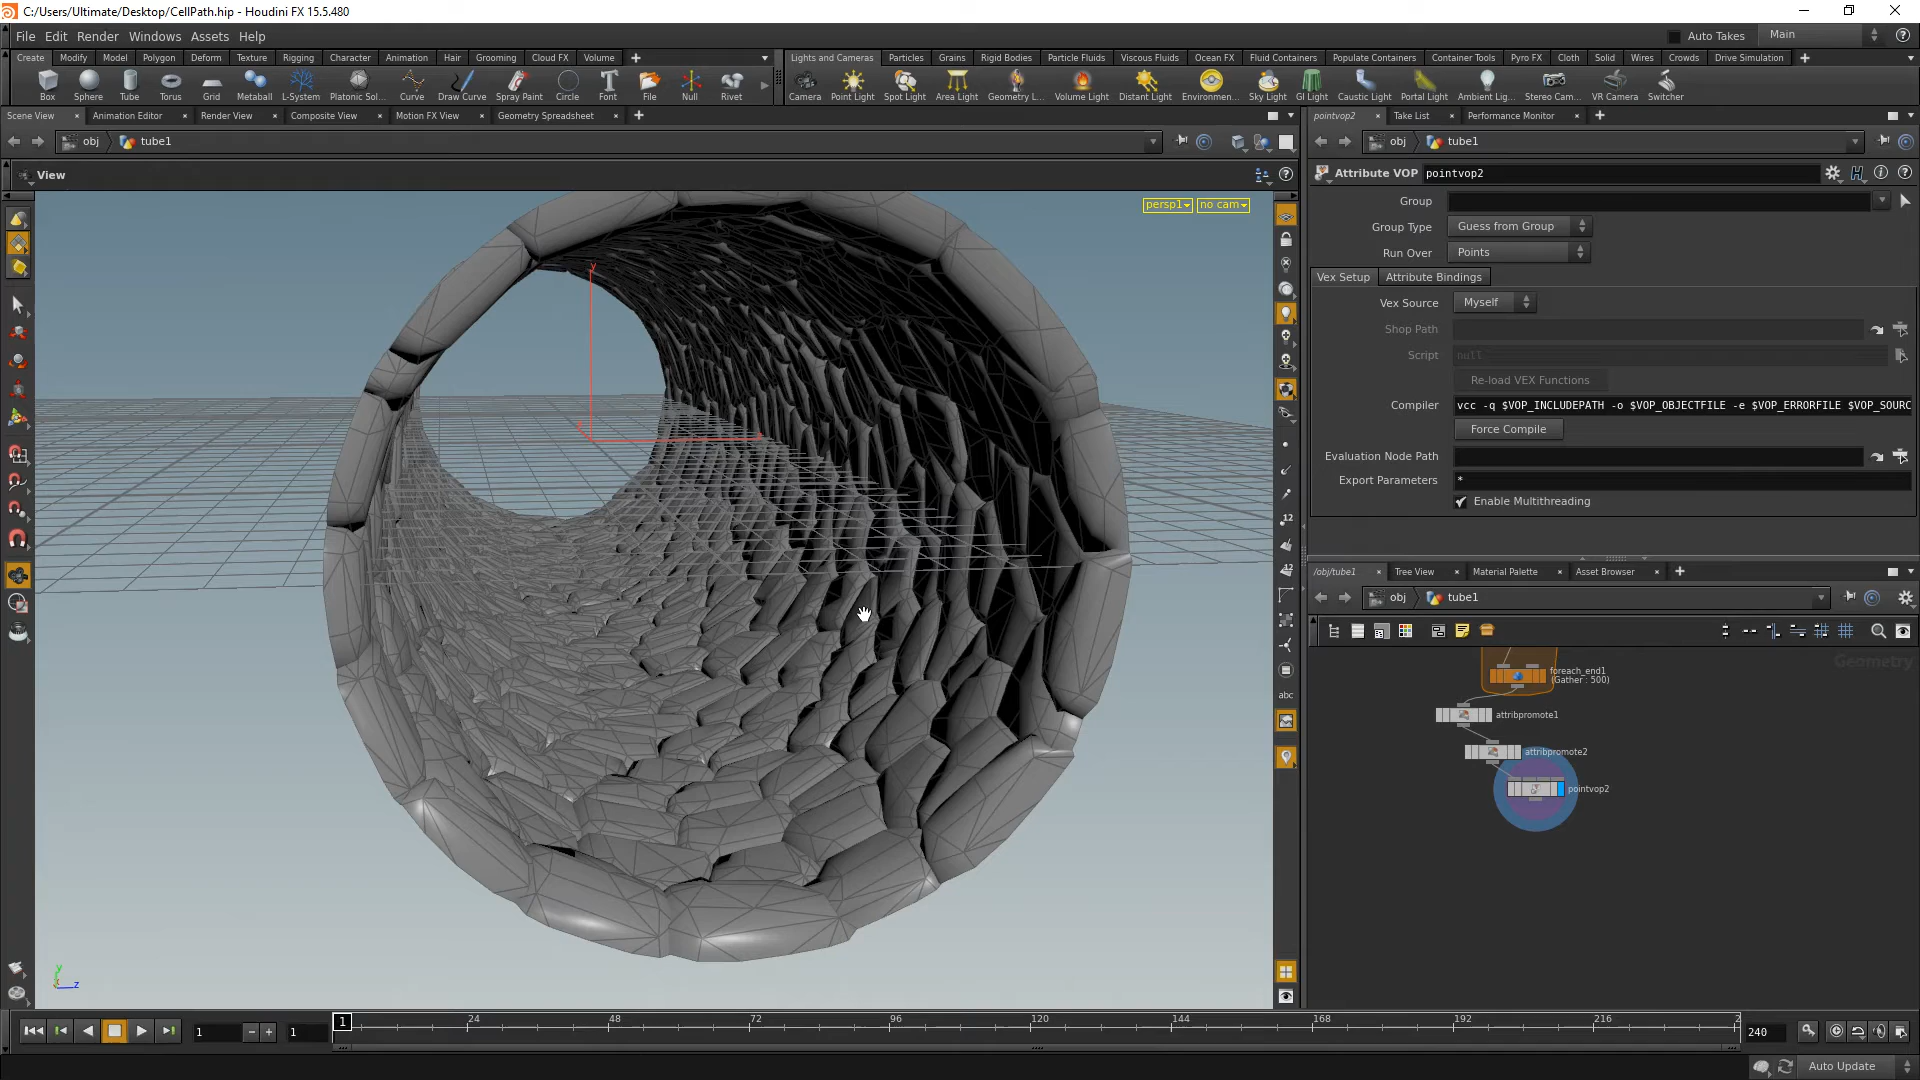 C:/Users/Ultimate/Desktop/CellPath.hip - Houdini FX 15.5.480
File Edit Render Windows Assets Help
Auto Takes Main
Create Modify Model Polygon Deform Texture Rigging Character Animation Hair Grooming Cloud FX Volume
Lights and Cameras Particles Grains Rigid Bodies Particle Fluids Viscous Fluids Ocean FX Fluid Containers Populate Containers Container Tools Pyro FX Cloth Solid Wires Crowds Drive Simulation
Box Sphere Tube Torus Grid Metaball L-System Platonic Sol... Curve Draw Curve Spray Paint Circle Font File Null Rivet
Camera Point Light Spot Light Area Light Geometry L... Volume Light Distant Light Environmen... Sky Light GI Light Caustic Light Portal Light Ambient Lig... Stereo Cam... VR Camera Switcher
Scene View Animation Editor Render View Composite View Motion FX View Geometry Spreadsheet
pointvop2 Take List Performance Monitor
obj tube1
obj tube1
View
Attribute VOP pointvop2
persp1 no cam
Group
Group Type Guess from Group
Run Over Points
Vex Setup Attribute Bindings
Vex Source Myself
Shop Path
Script null
Re-load VEX Functions
Compiler vcc -q $VOP_INCLUDEPATH -o $VOP_OBJECTFILE -e $VOP_ERRORFILE $VOP_SOURC
Force Compile
Evaluation Node Path
Export Parameters *
Enable Multithreading
y
12
12
abc
/obj/tube1 Tree View Material Palette Asset Browser
obj tube1
Geometry
foreach_end1
(Gather : 500)
attribpromote1
attribpromote2
pointvop2
y
z
1 1 1 24 48 72 96 120 144 168 192 216 2 240
Auto Update